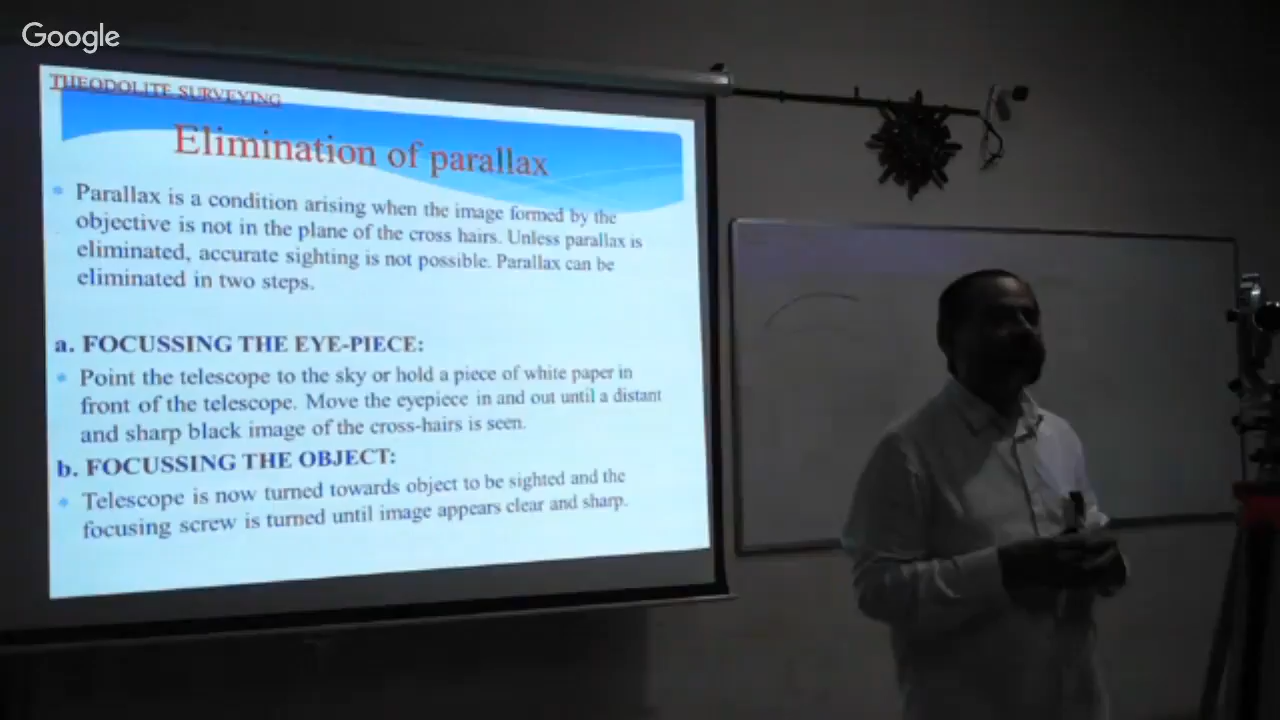 Google
THEODOLITE SURVEYING
Elimination of parallax
Parallax is a condition arising when the image formed by the
objective is not in the plane of the cross hairs. Unless parallax is
eliminated, accurate sighting is not possible. Parallax can be
eliminated in two steps.
a. FOCUSSING THE EYE-PIECE:
Point the telescope to the sky or hold a piece of white paper in
front of the telescope. Move the eyepiece in and out until a distant
and sharp black image of the cross-hairs is seen.
b. FOCUSSING THE OBJECT:
Telescope is now turned towards object to be sighted and the
focusing screw is turned until image appears clear and sharp.